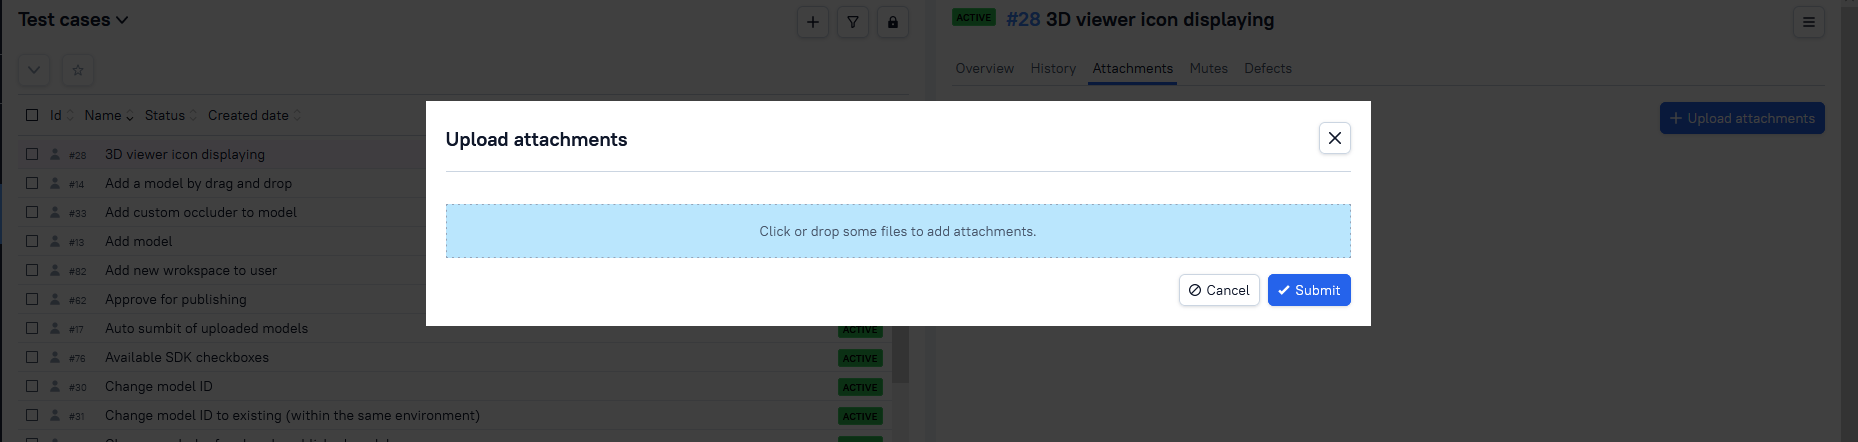 Test cases
ACTIVE #28 3D viewer icon displaying
Overview History Attachments Mutes Defects
Id Name Status Created date
+ Upload attachments
Upload attachments
Click or drop some files to add attachments.
Cancel Submit
#28 3D viewer icon displaying
#14 Add a model by drag and drop
#33 Add custom occluder to model
#13 Add model
#82 Add new wrokspace to user
#62 Approve for publishing
#17 Auto sumbit of uploaded models ACTIVE
#76 Available SDK checkboxes ACTIVE
#30 Change model ID ACTIVE
#31 Change model ID to existing (within the same environment) ACTIVE